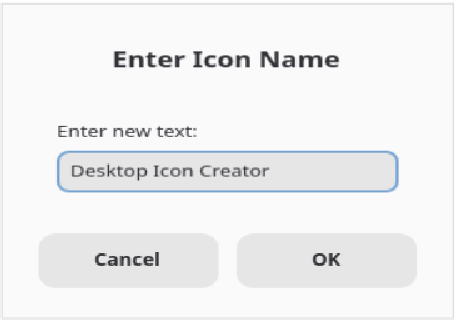 Enter Icon Name
Enter new text:
Desktop Icon Creator
Cancel OK